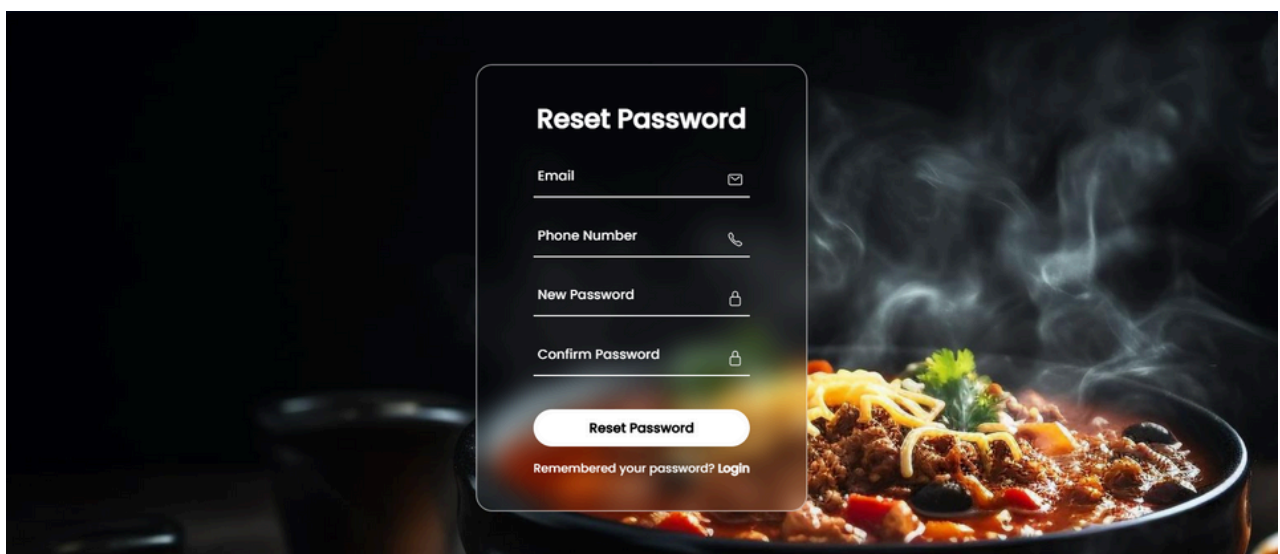 Reset Password
Email
Phone Number
New Password
Confirm Password
Reset Password
Remembered your password? Login